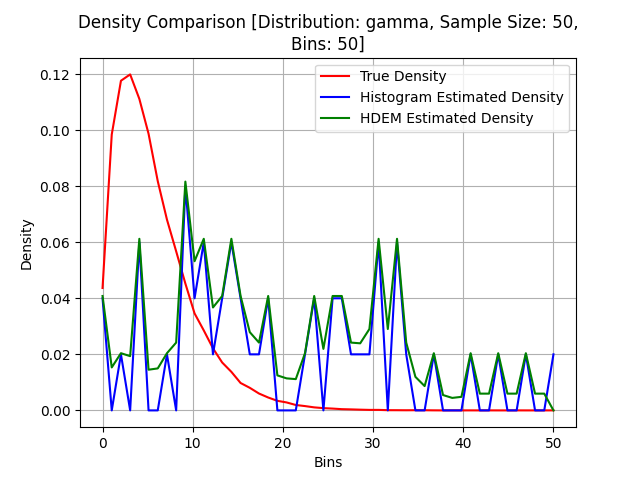 Density Comparison [Distribution: gamma, Sample Size: 50,
Bins: 50]
True Density
Histogram Estimated Density
HDEM Estimated Density
Density
0.12
0.10
0.08
0.06
0.04
0.02
0.00
0 10 20 30 40 50
Bins